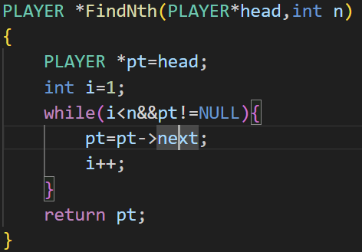 PLAYER *FindNth(PLAYER*head,int n)
{
    PLAYER *pt=head;
    int i=1;
    while(i<n&&pt!=NULL){
        pt=pt->next;
        i++;
    }
    return pt;
}